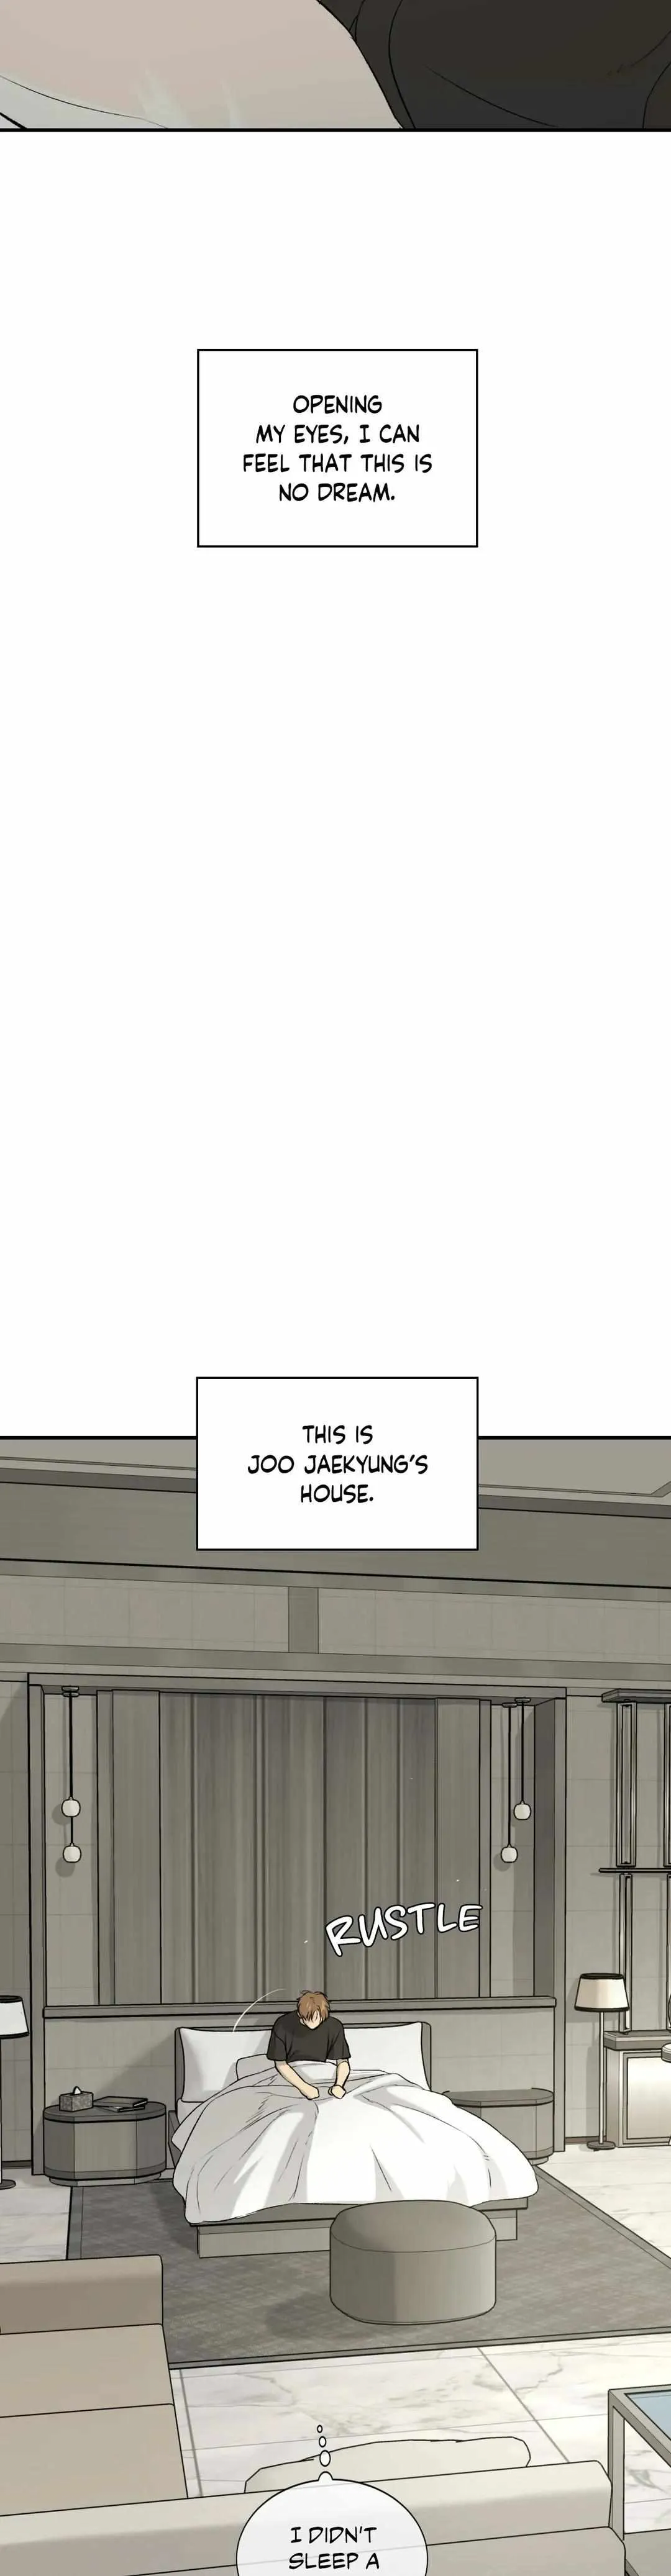 OPENING
MY EYES, I CAN
FEEL THAT THIS IS
NO DREAM.
THIS IS
JOO JAEKYUNG'S
HOUSE.
RUSTLE
I DIDN'T
SLEEP A